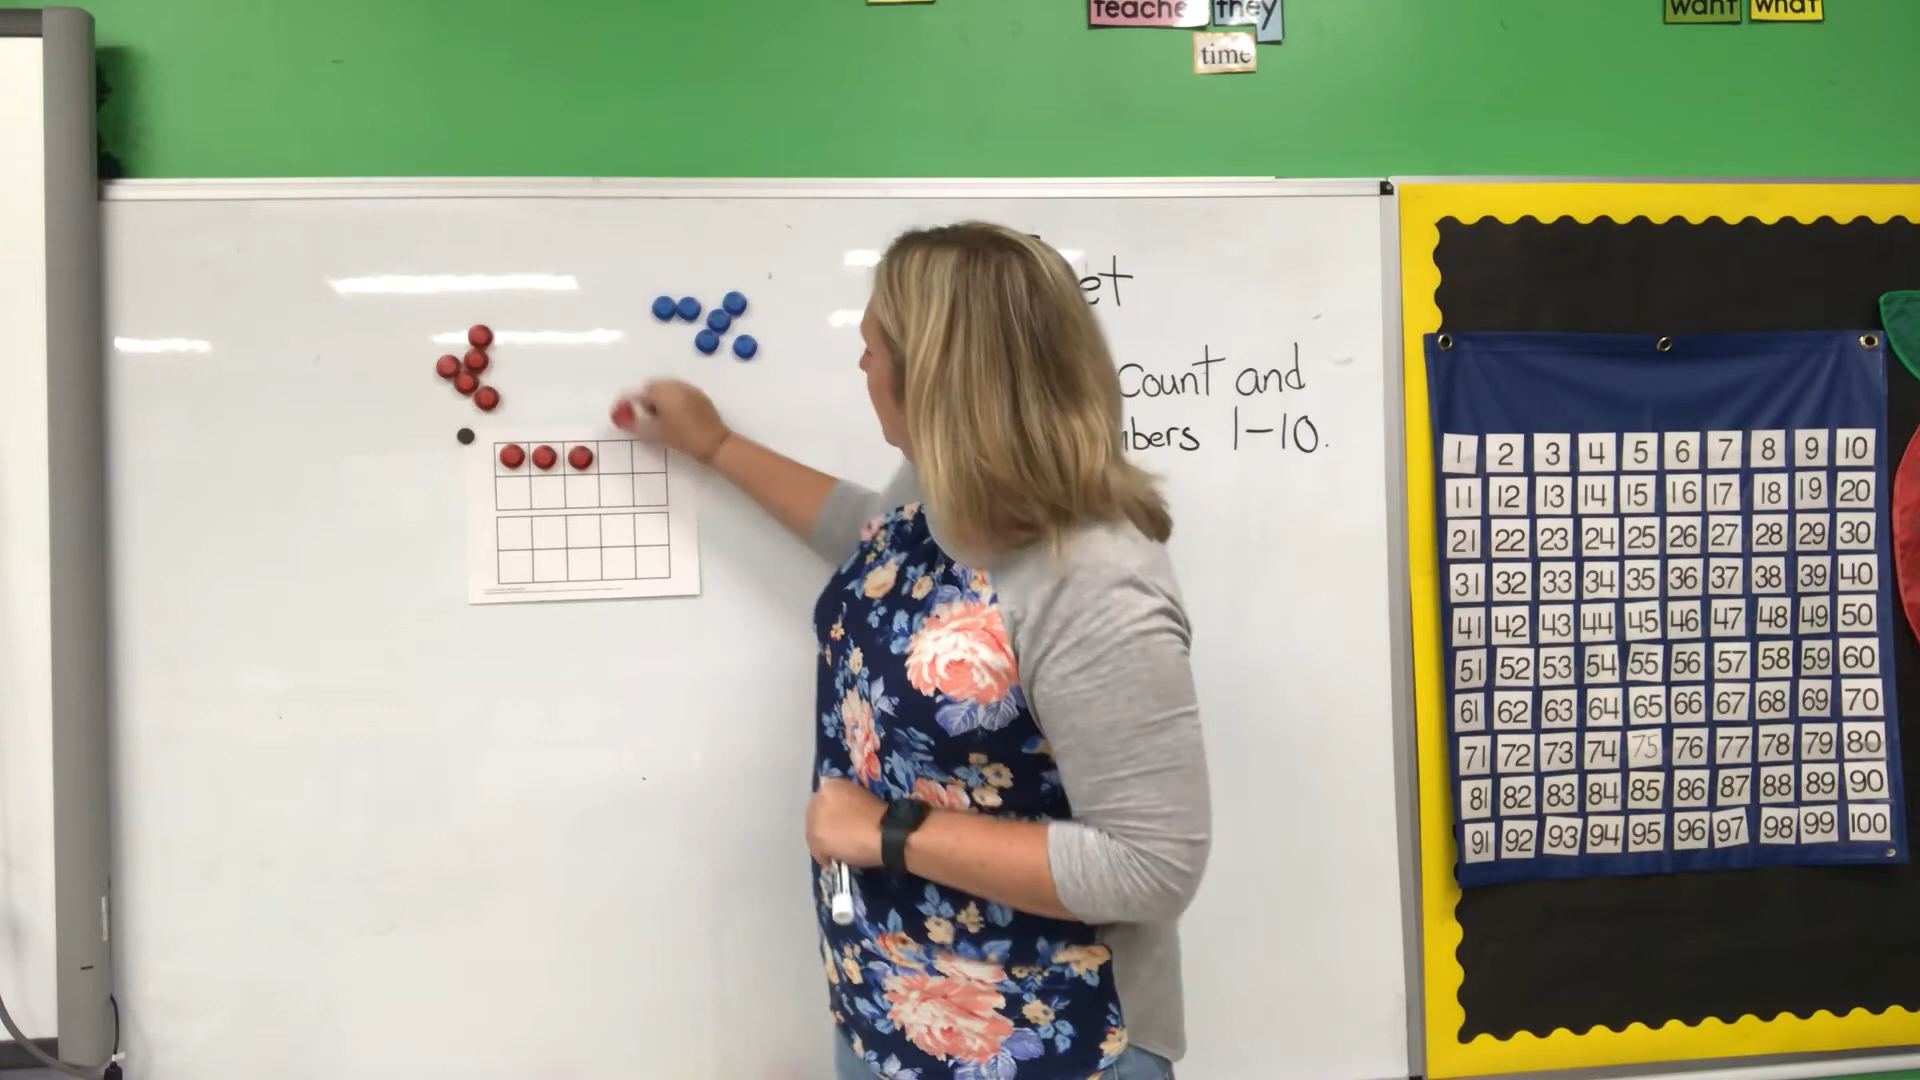 teache they
time
want what
et
Count and
bers 1-10.
1 2 3 4 5 6 7 8 9 10
11 12 13 14 15 16 17 18 19 20
21 22 23 24 25 26 27 28 29 30
31 32 33 34 35 36 37 38 39 40
41 42 43 44 45 46 47 48 49 50
51 52 53 54 55 56 57 58 59 60
61 62 63 64 65 66 67 68 69 70
71 72 73 74 75 76 77 78 79 80
81 82 83 84 85 86 87 88 89 90
91 92 93 94 95 96 97 98 99 100